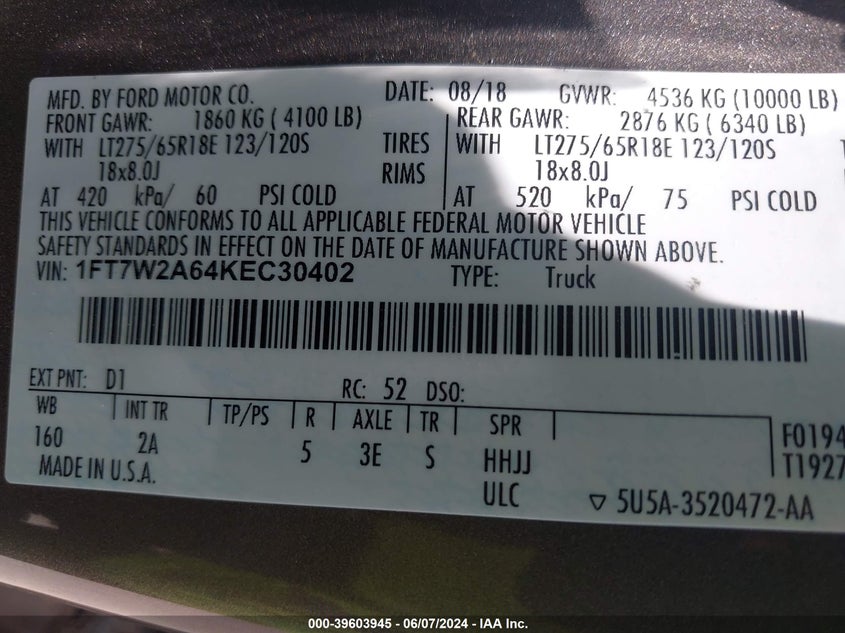 MFD. BY FORD MOTOR CO. DATE: 08/18 GVWR: 4536 KG (10000 LB)
FRONT GAWR: 1860 KG ( 4100 LB) REAR GAWR: 2876 KG ( 6340 LB)
WITH LT275/65R18E 123/120S TIRES WITH LT275/65R18E 123/120S
18x8.0J RIMS 18x8.0J
AT 420 kPa/ 60 PSI COLD AT 520 kPa/ 75 PSI COLD
THIS VEHICLE CONFORMS TO ALL APPLICABLE FEDERAL MOTOR VEHICLE
SAFETY STANDARDS IN EFFECT ON THE DATE OF MANUFACTURE SHOWN ABOVE.
VIN: 1FT7W2A64KEC30402 TYPE: Truck
EXT PNT: D1 RC: 52 DSO:
WB INT TR TP/PS R AXLE TR SPR
160 2A 5 3E S HHJJ
F0194
T1927
MADE IN U.S.A. ULC 5U5A-3520472-AA
000-39603945 - 06/07/2024 - IAA Inc.